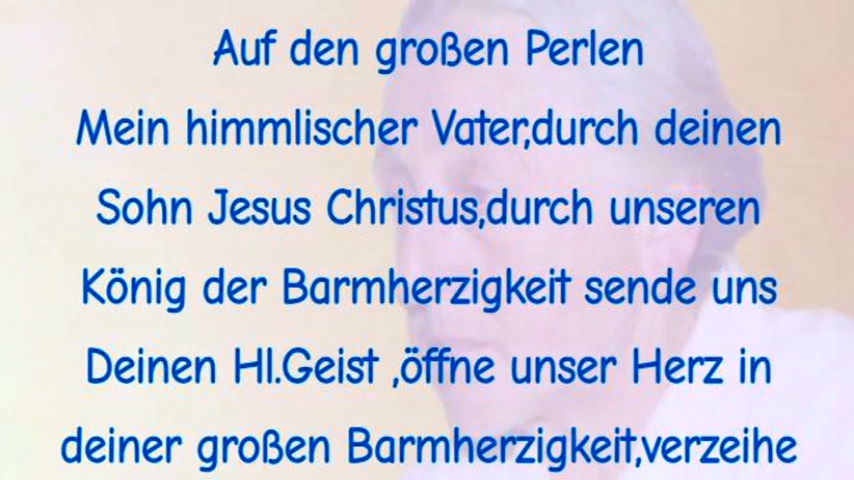 Auf den großen Perlen
Mein himmlischer Vater,durch deinen
Sohn Jesus Christus,durch unseren
König der Barmherzigkeit sende uns
Deinen Hl.Geist ,öffne unser Herz in
deiner großen Barmherzigkeit,verzeihe